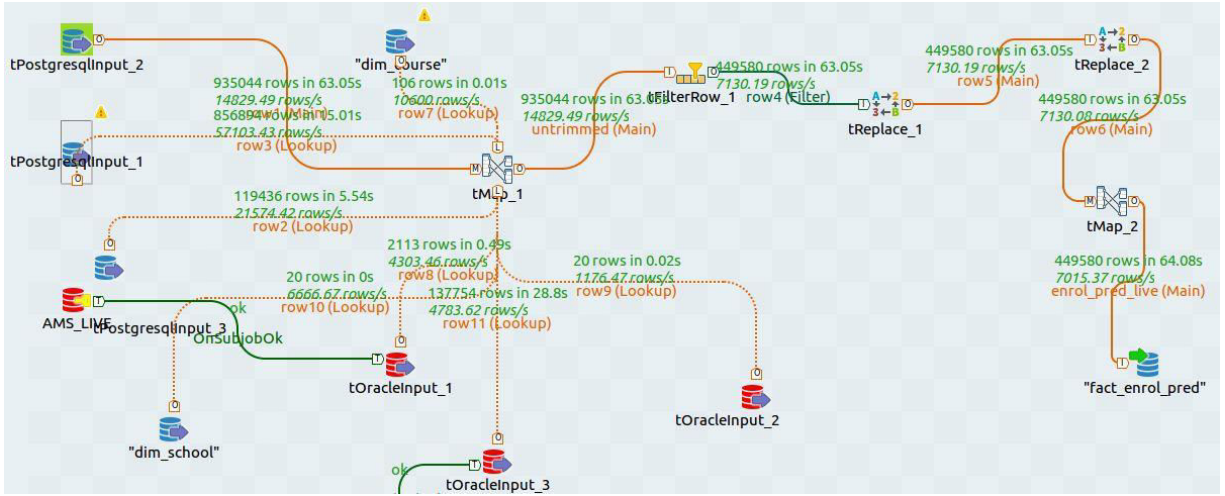 tPostgresqlInput_2
"dim_course"
935044 rows in 63.05s
14829.49 rows/s
row1 (Main)
106 rows in 0.01s
10600 rows/s
row7 (Lookup)
856894 rows in 15.01s
57103.43 rows/s
row3 (Lookup)
tPostgresqlInput_1
935044 rows in 63.05s
14829.49 rows/s
untrimmed (Main)
tFilterRow_1
449580 rows in 63.05s
7130.19 rows/s
row4 (Filter)
tReplace_1
449580 rows in 63.05s
7130.19 rows/s
row5 (Main)
tReplace_2
449580 rows in 63.05s
7130.08 rows/s
row6 (Main)
tMap_1
tMap_2
119436 rows in 5.54s
21574.42 rows/s
row2 (Lookup)
2113 rows in 0.49s
4303.46 rows/s
row8 (Lookup)
20 rows in 0s
6666.67 rows/s
row10 (Lookup)
137754 rows in 28.8s
4783.62 rows/s
row11 (Lookup)
20 rows in 0.02s
1176.47 rows/s
row9 (Lookup)
449580 rows in 64.08s
7015.37 rows/s
enrol_pred_live (Main)
AMS_LIVE
tPostgresqlInput_3
ok
OnSubjobOk
tOracleInput_1
tOracleInput_2
"fact_enrol_pred"
"dim_school"
ok
tOracleInput_3